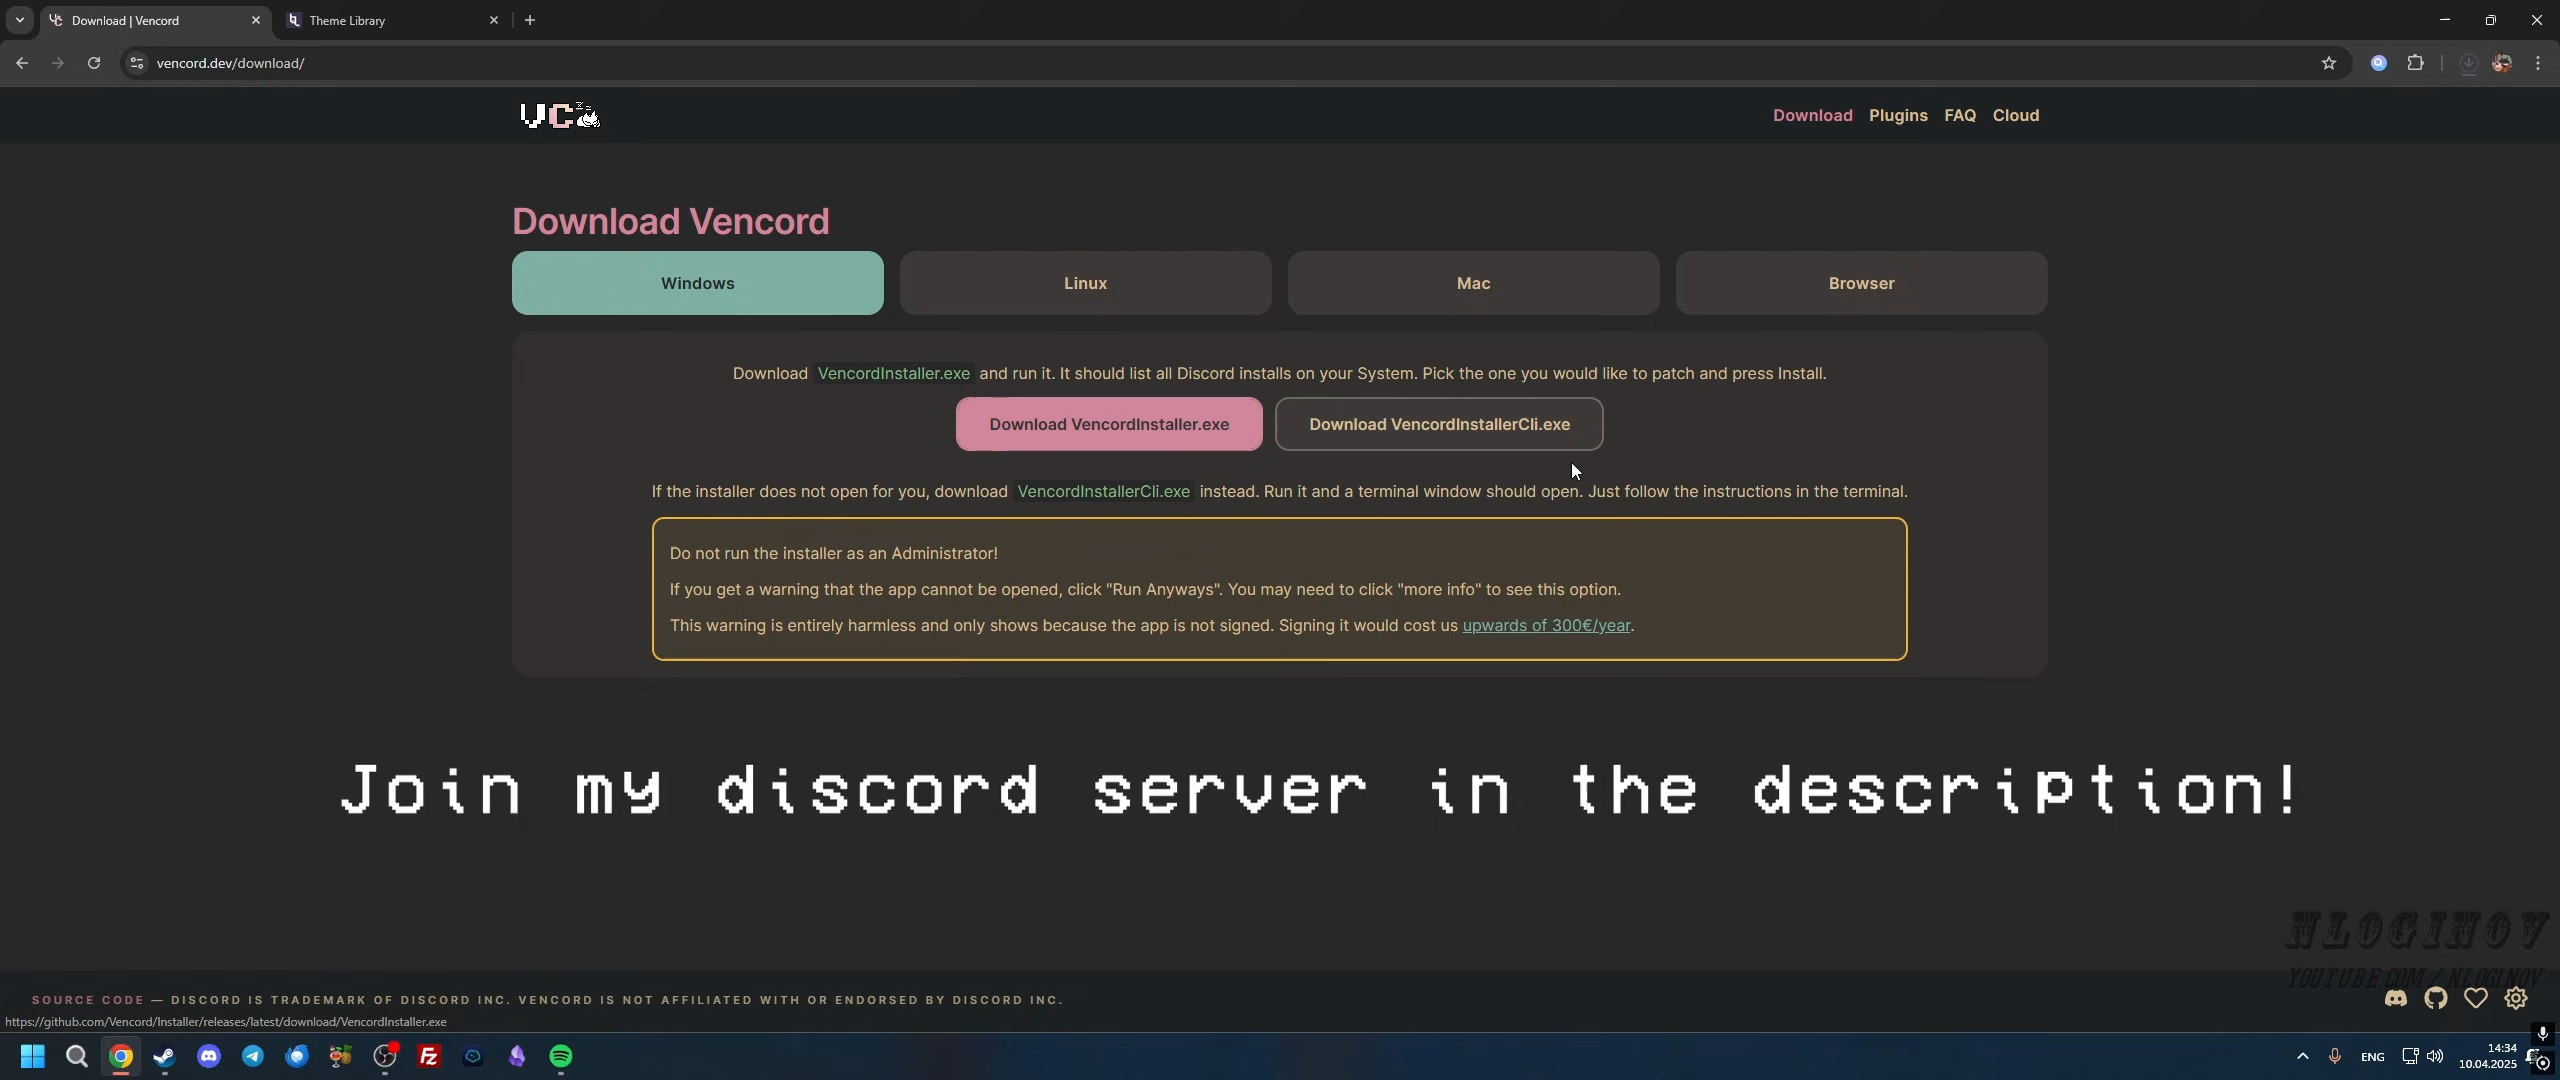 Download | Vencord
Theme Library
vencord.dev/download/
VC
Download Plugins FAQ Cloud
Download Vencord
Windows
Linux
Mac
Browser
Download VencordInstaller.exe and run it. It should list all Discord installs on your System. Pick the one you would like to patch and press Install.
Download VencordInstaller.exe
Download VencordInstallerCli.exe
If the installer does not open for you, download VencordInstallerCli.exe instead. Run it and a terminal window should open. Just follow the instructions in the terminal.
Do not run the installer as an Administrator!
If you get a warning that the app cannot be opened, click "Run Anyways". You may need to click "more info" to see this option.
This warning is entirely harmless and only shows because the app is not signed. Signing it would cost us upwards of 300€/year.
Join my discord server in the description!
NLOGINOV
YOUTUBE.COM/NLOGINOV
SOURCE CODE — DISCORD IS TRADEMARK OF DISCORD INC. VENCORD IS NOT AFFILIATED WITH OR ENDORSED BY DISCORD INC.
https://github.com/Vencord/Installer/releases/latest/download/VencordInstaller.exe
ENG
14:34
10.04.2025